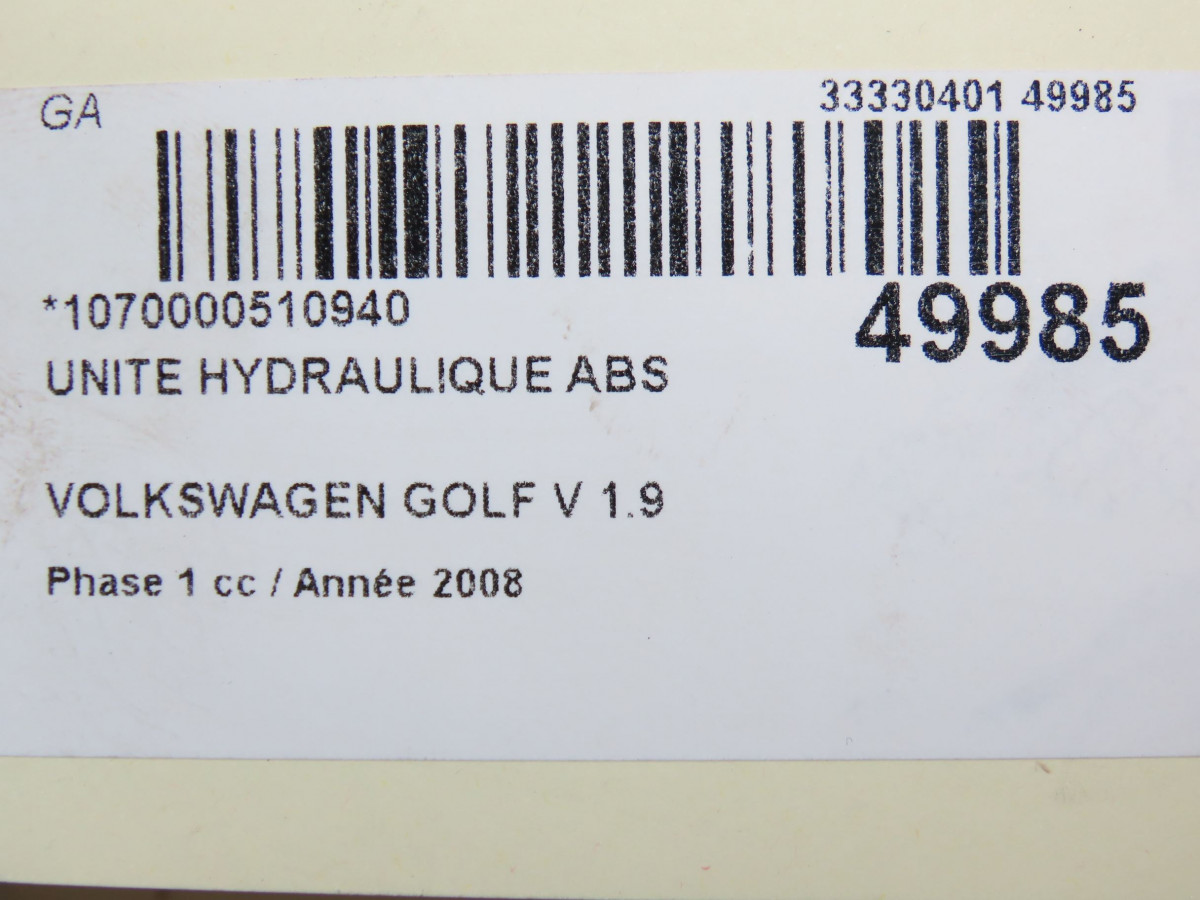 GA
33330401 49985
*1070000510940
49985
UNITE HYDRAULIQUE ABS
VOLKSWAGEN GOLF V 1.9
Phase 1 cc / Année 2008